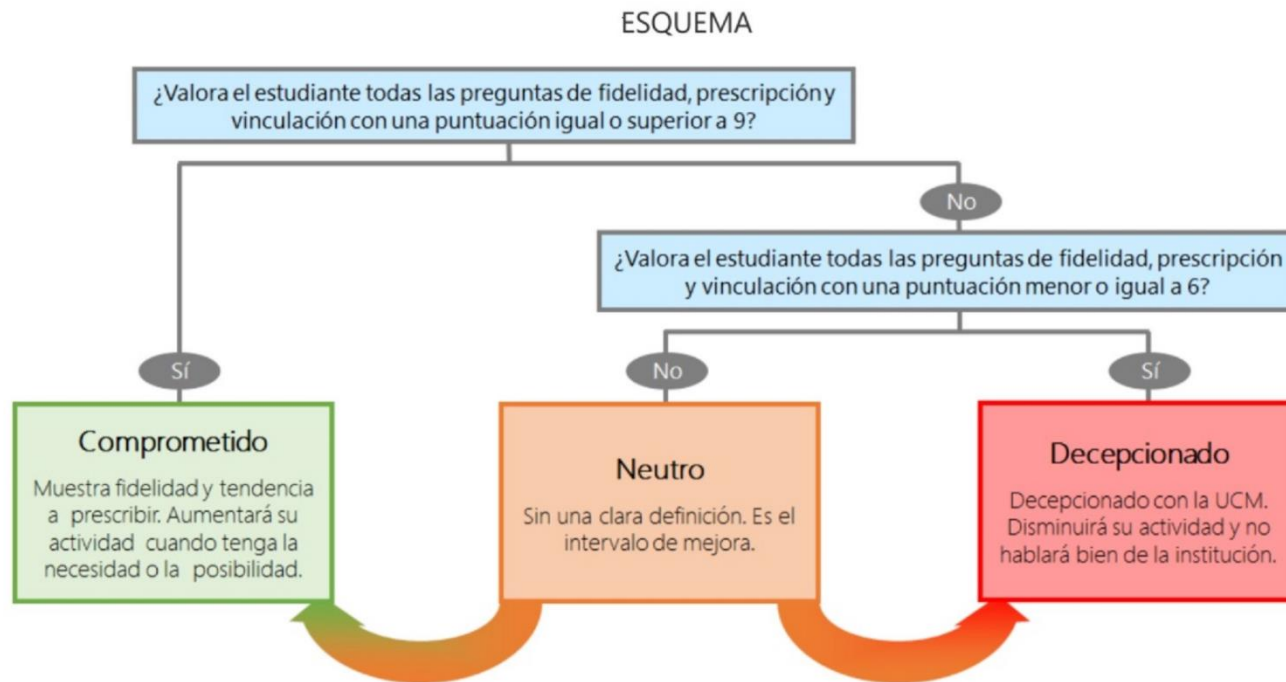 ESQUEMA
¿Valora el estudiante todas las preguntas de fidelidad, prescripción y
vinculación con una puntuación igual o superior a 9?
No
¿Valora el estudiante todas las preguntas de fidelidad, prescripción
y vinculación con una puntuación menor o igual a 6?
Sí
No
Sí
Comprometido
Muestra fidelidad y tendencia
a prescribir. Aumentará su
actividad cuando tenga la
necesidad o la posibilidad.
Neutro
Sin una clara definición. Es el
intervalo de mejora.
Decepcionado
Decepcionado con la UCM.
Disminuirá su actividad y no
hablará bien de la institución.